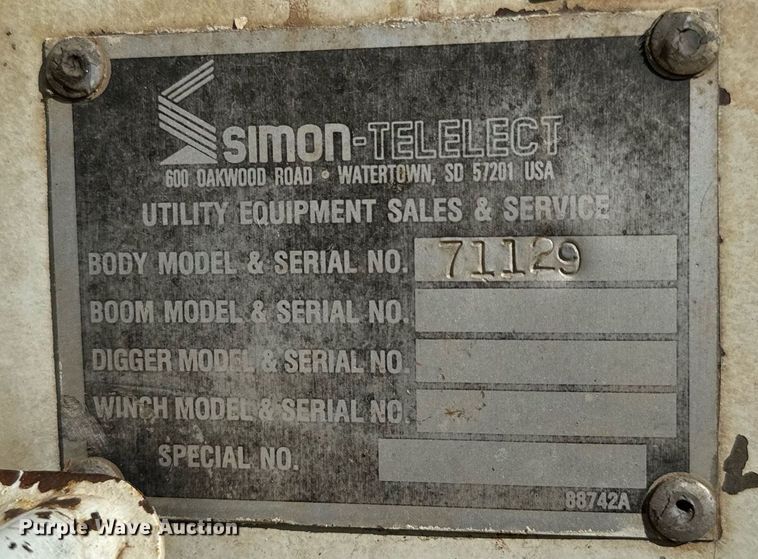 SIMON-TELELECT
600 OAKWOOD ROAD • WATERTOWN, SD 57201 USA
UTILITY EQUIPMENT SALES & SERVICE
BODY MODEL & SERIAL NO. 71129
BOOM MODEL & SERIAL NO.
DIGGER MODEL & SERIAL NO.
WINCH MODEL & SERIAL NO.
SPECIAL NO.
88742A
Purple Wave Auction